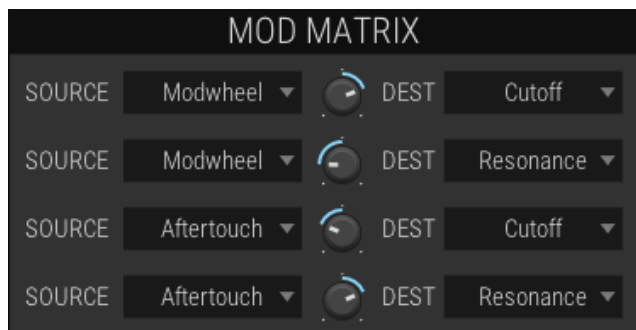 MOD MATRIX
SOURCE Modwheel DEST Cutoff
SOURCE Modwheel DEST Resonance
SOURCE Aftertouch DEST Cutoff
SOURCE Aftertouch DEST Resonance